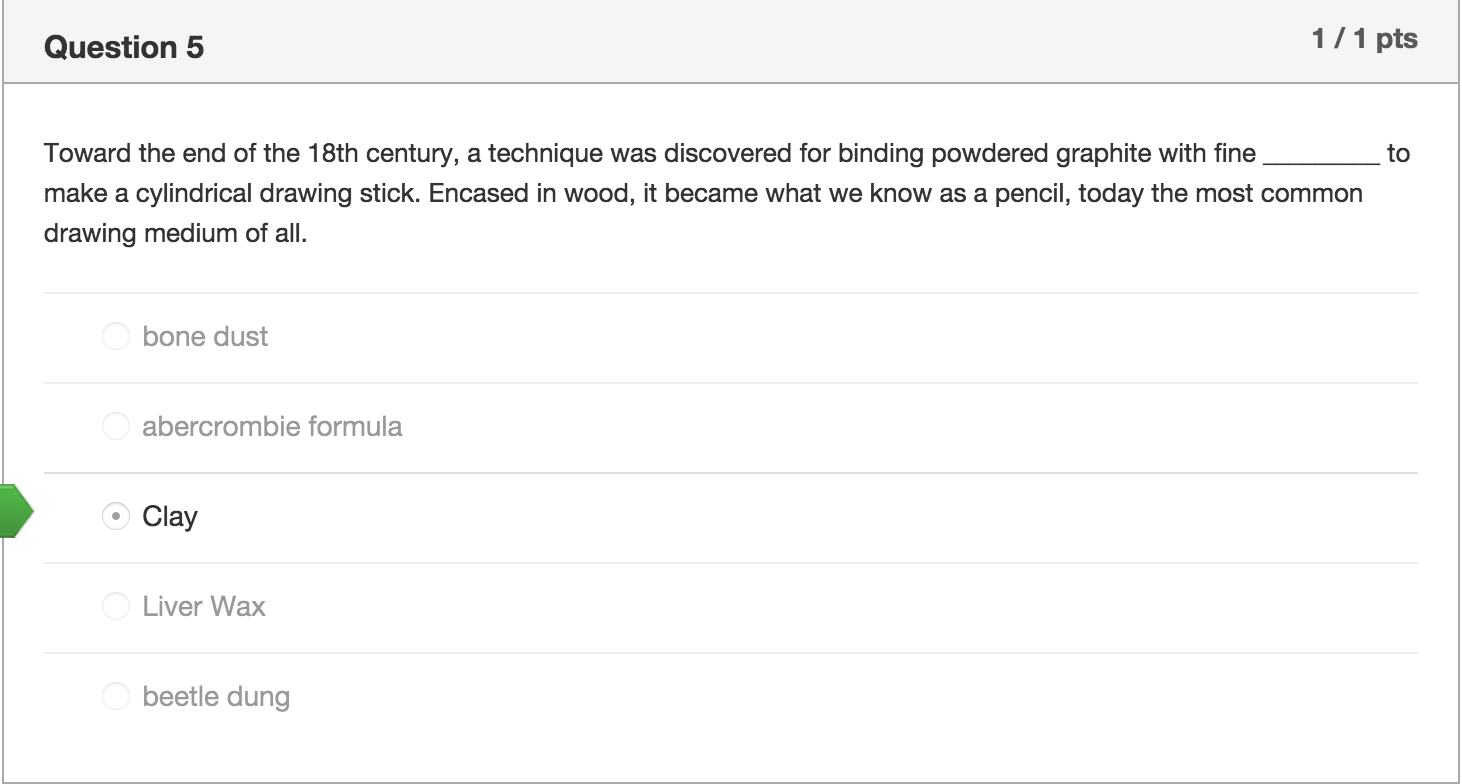 Question 5
1 / 1 pts
Toward the end of the 18th century, a technique was discovered for binding powdered graphite with fine _________ to
make a cylindrical drawing stick. Encased in wood, it became what we know as a pencil, today the most common
drawing medium of all.
bone dust
abercrombie formula
Clay
Liver Wax
beetle dung